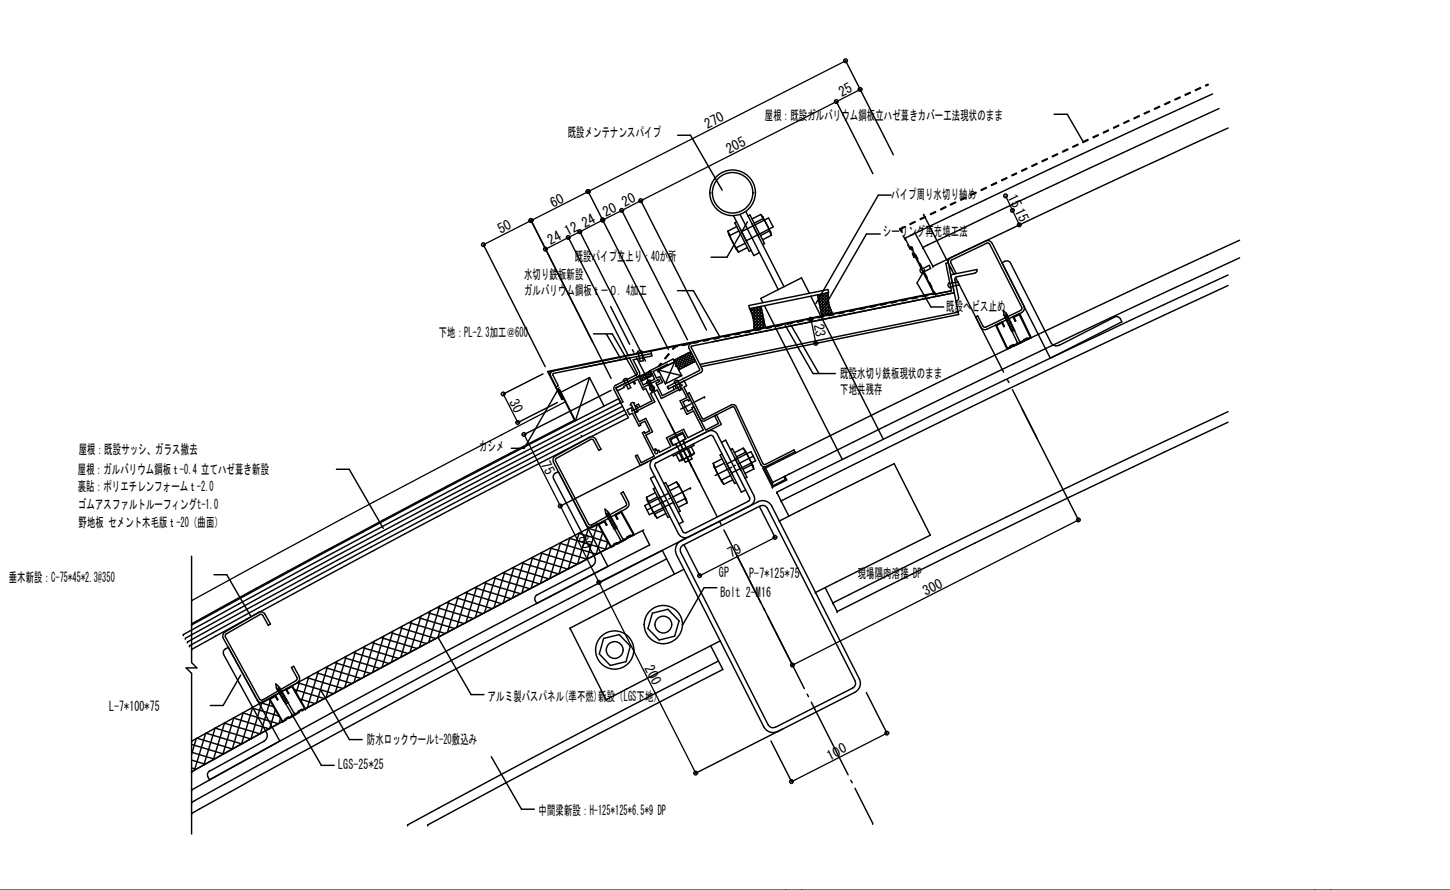 25
270
屋根：既設ガルバリウム鋼板立ハゼ葺きカバー工法現状のまま
既設メンテナンスパイプ
205
パイプ周り水切り納め
60
20
20
15
15
50
24
12
24
シーリング再充填工法
既設パイプ立上り-40か所
水切り鉄板新設
ガルバリウム鋼板t-0.4加工
既設へビス止め
下地：PL-2.3加工@600
23
既設水切り鉄板現状のまま
下地共残存
30
カシメ
屋根：既設サッシ、ガラス撤去
屋根：ガルバリウム鋼板t-0.4 立てハゼ葺き新設
裏貼：ポリエチレンフォームt-2.0
ゴムアスファルトルーフィングt-1.0
野地板 セメント木毛版t-20 (曲面)
75
79
垂木新設：C-75*45*2.3@350
GP
P-7*125*75
現場隅肉溶接 DP
Bolt 2-M16
300
200
アルミ製バスパネル(準不燃)新設 (LGS下地)
L-7*100*75
防水ロックウールt-20敷込み
LGS-25*25
100
中間梁新設：H-125*125*6.5*9 DP